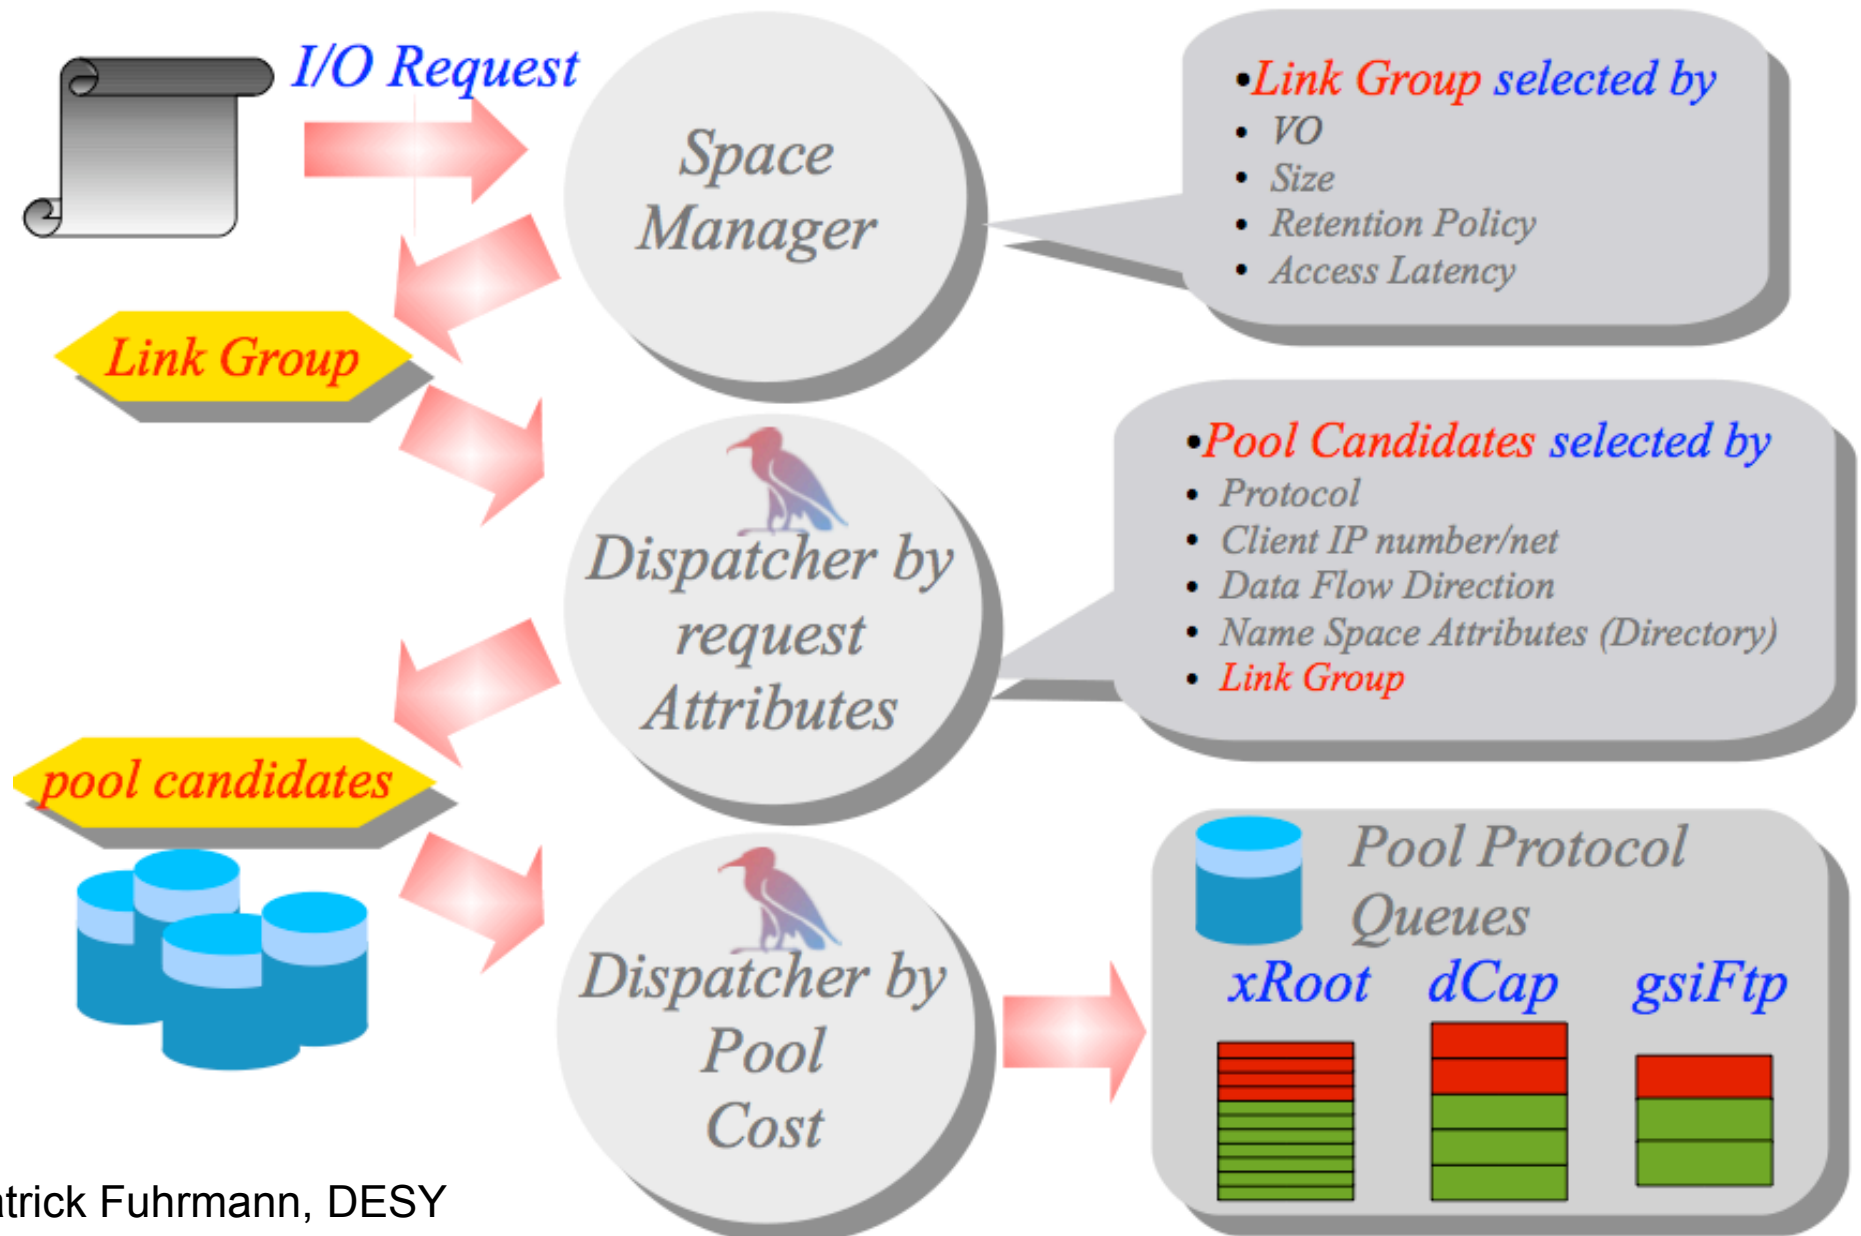 I/O Request
Space
Manager
•Link Group selected by
• VO
• Size
• Retention Policy
• Access Latency
Link Group
Dispatcher by
request
Attributes
•Pool Candidates selected by
• Protocol
• Client IP number/net
• Data Flow Direction
• Name Space Attributes (Directory)
• Link Group
pool candidates
Dispatcher by
Pool
Cost
Pool Protocol
Queues
xRoot dCap gsiFtp
atrick Fuhrmann, DESY